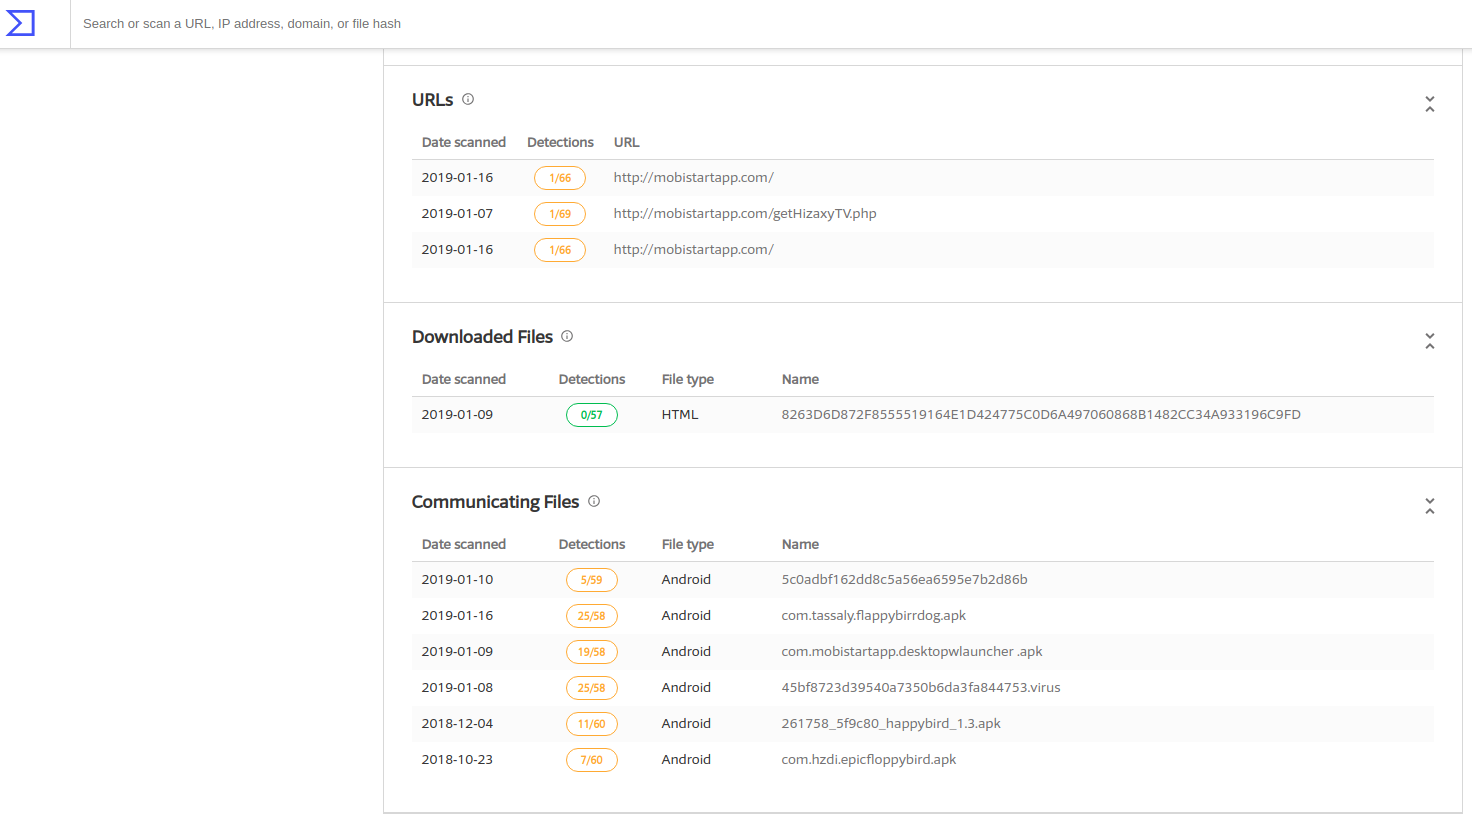 Search or scan a URL, IP address, domain, or file hash
URLs
Date scanned Detections URL
2019-01-16 1/66 http://mobistartapp.com/
2019-01-07 1/69 http://mobistartapp.com/getHizaxyTV.php
2019-01-16 1/66 http://mobistartapp.com/
Downloaded Files
Date scanned Detections File type Name
2019-01-09 0/57 HTML 8263D6D872F8555519164E1D424775C0D6A497060868B1482CC34A933196C9FD
Communicating Files
Date scanned Detections File type Name
2019-01-10 5/59 Android 5c0adbf162dd8c5a56ea6595e7b2d86b
2019-01-16 25/58 Android com.tassaly.flappybirrdog.apk
2019-01-09 19/58 Android com.mobistartapp.desktopwlauncher .apk
2019-01-08 25/58 Android 45bf8723d39540a7350b6da3fa844753.virus
2018-12-04 11/60 Android 261758_5f9c80_happybird_1.3.apk
2018-10-23 7/60 Android com.hzdi.epicfloppybird.apk